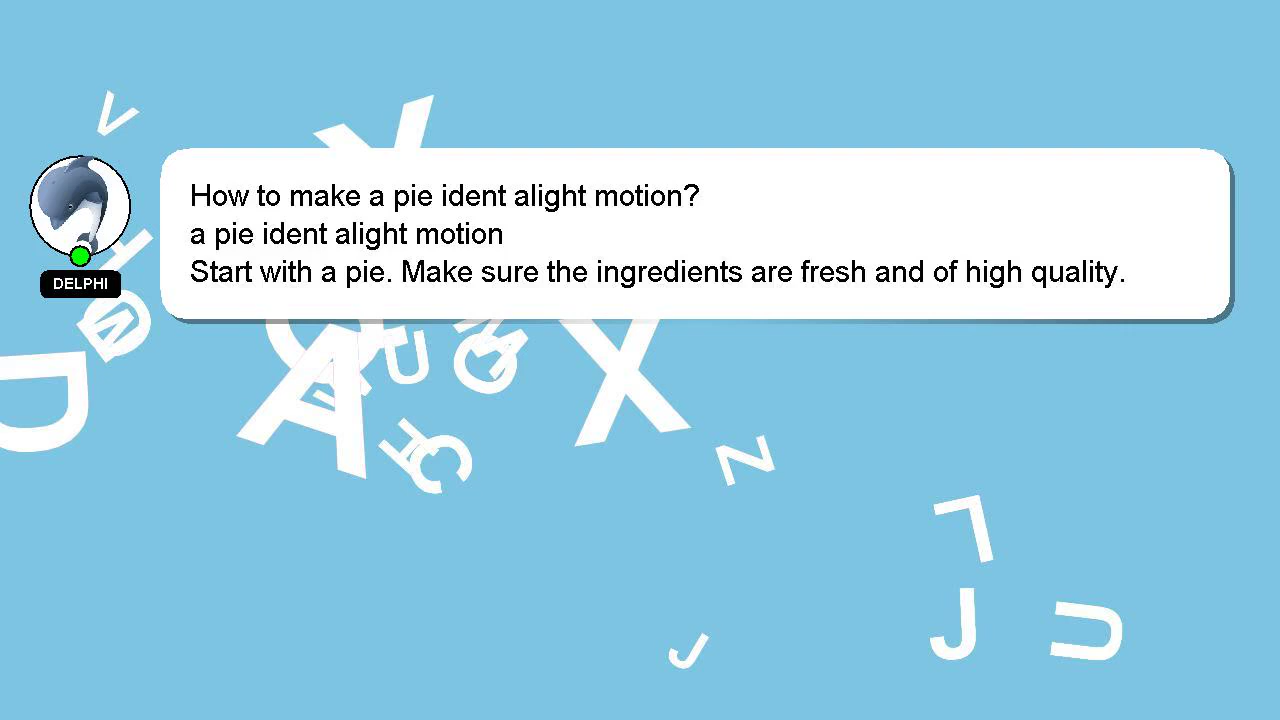 V
Y
How to make a pie ident alight motion?
a pie ident alight motion
Start with a pie. Make sure the ingredients are fresh and of high quality.
DELPHI
D
A
U
X
H
C
N
L
J
U
J